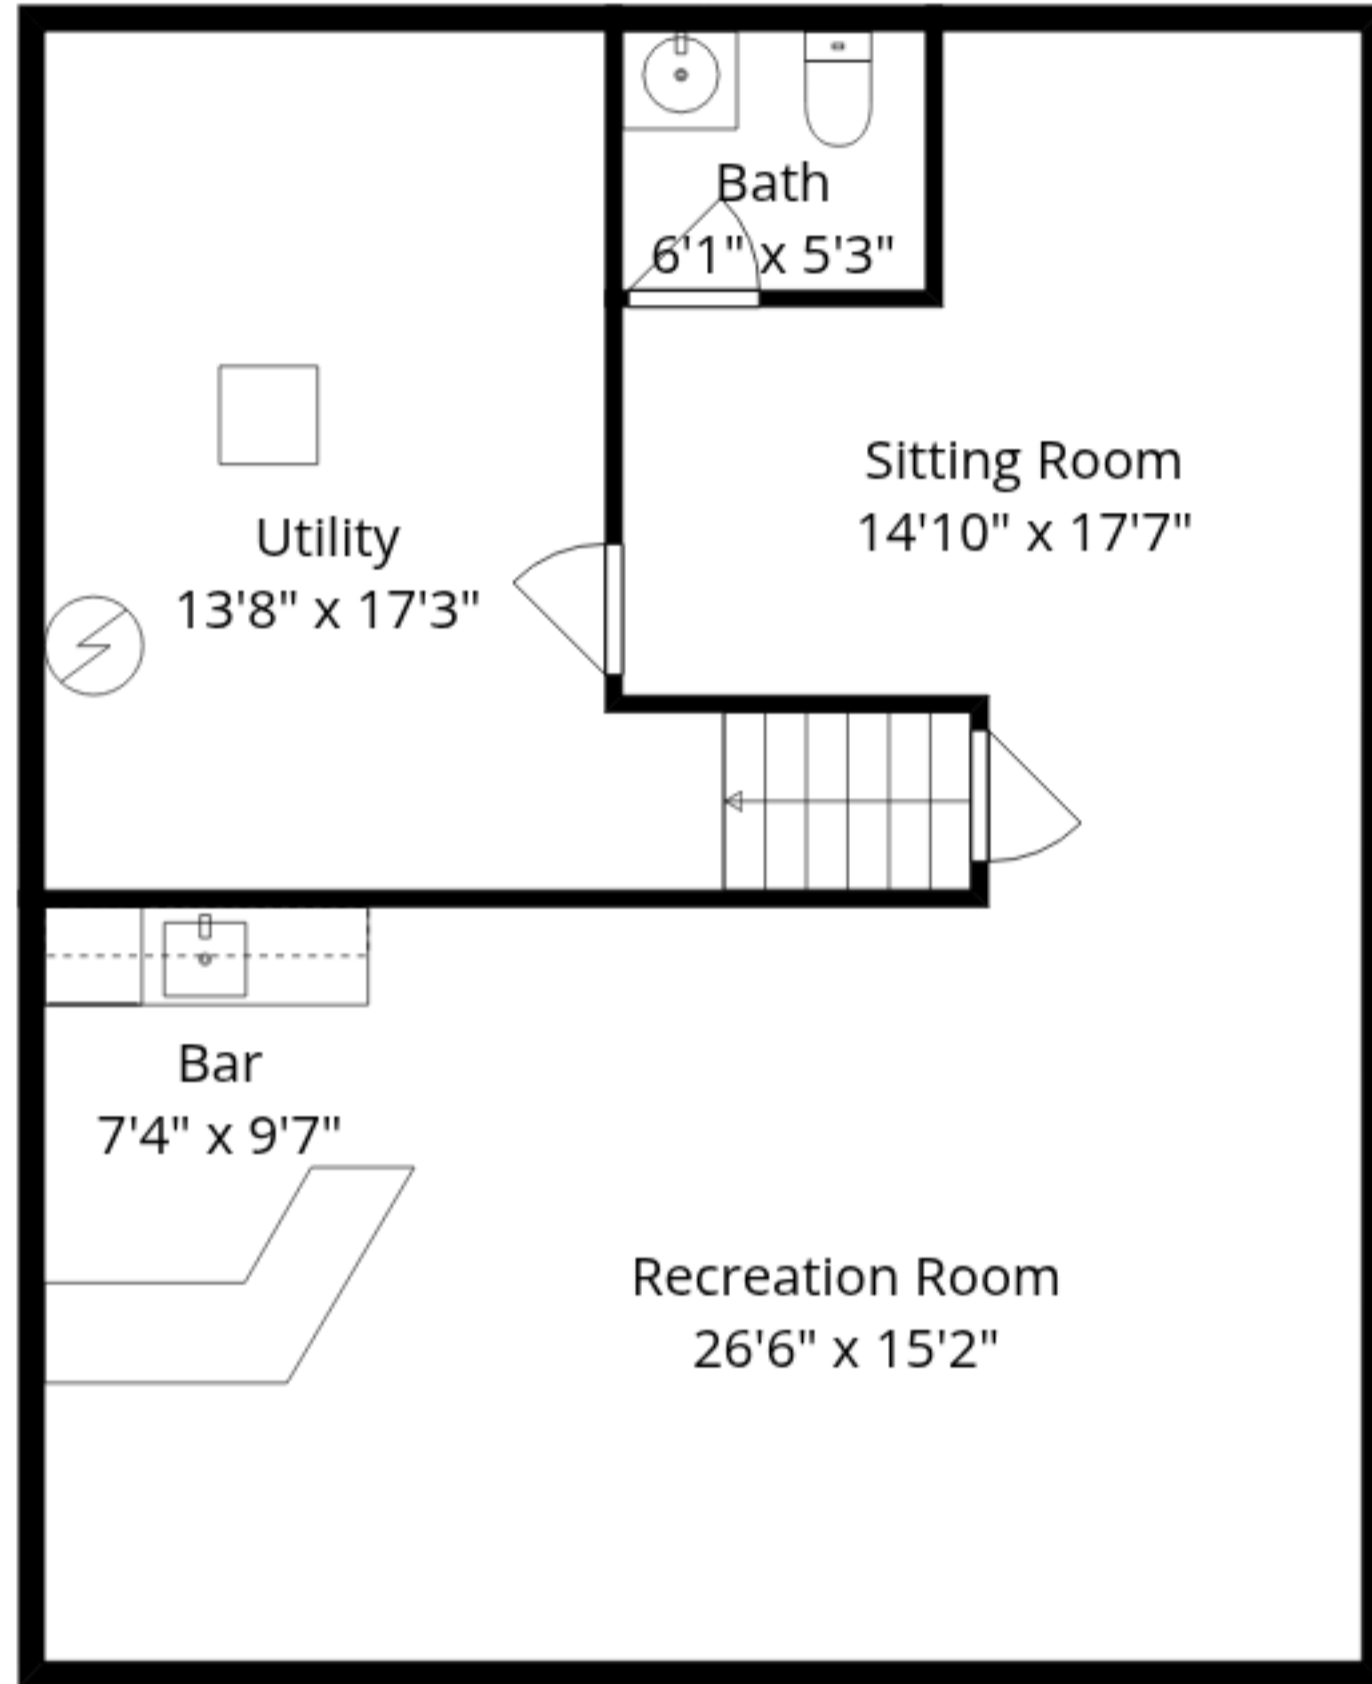 Bath
6'1" x 5'3"
Sitting Room
14'10" x 17'7"
Utility
13'8" x 17'3"
Bar
7'4" x 9'7"
Recreation Room
26'6" x 15'2"